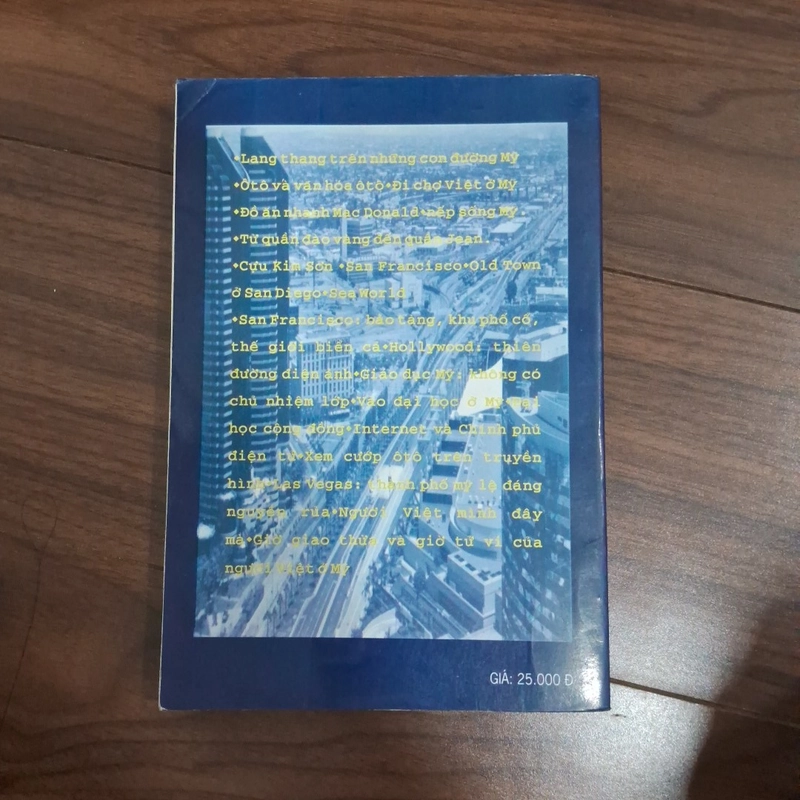 •Lang thang trên những con đường Mỹ
•Ôtô và văn hóa ôtô•Đi chợ Việt ở Mỹ
•Đồ ăn nhanh Mac Donald•nếp sống Mỹ.
•Từ quần đảo vàng đến quần Jean.
•Cựu Kim Sơn •San Francisco•Old Town
ở San Diego•Sea World
•San Francisco: bảo tàng, khu phố cổ,
thế giới biển cả•Hollywood: thiên
đường điện ảnh•Giáo dục Mỹ: không có
chủ nhiệm lớp•Vào đại học ở Mỹ•Đại
học cộng đồng•Internet và Chính phủ
điện tử•Xem cướp ôtô trên truyền
hình•Las Vegas: thành phố mỹ lệ đáng
nguyền rủa•Người Việt mình đây
mà•Giờ giao thừa và giờ tử vi của
người Việt ở Mỹ
GIÁ: 25.000 Đ